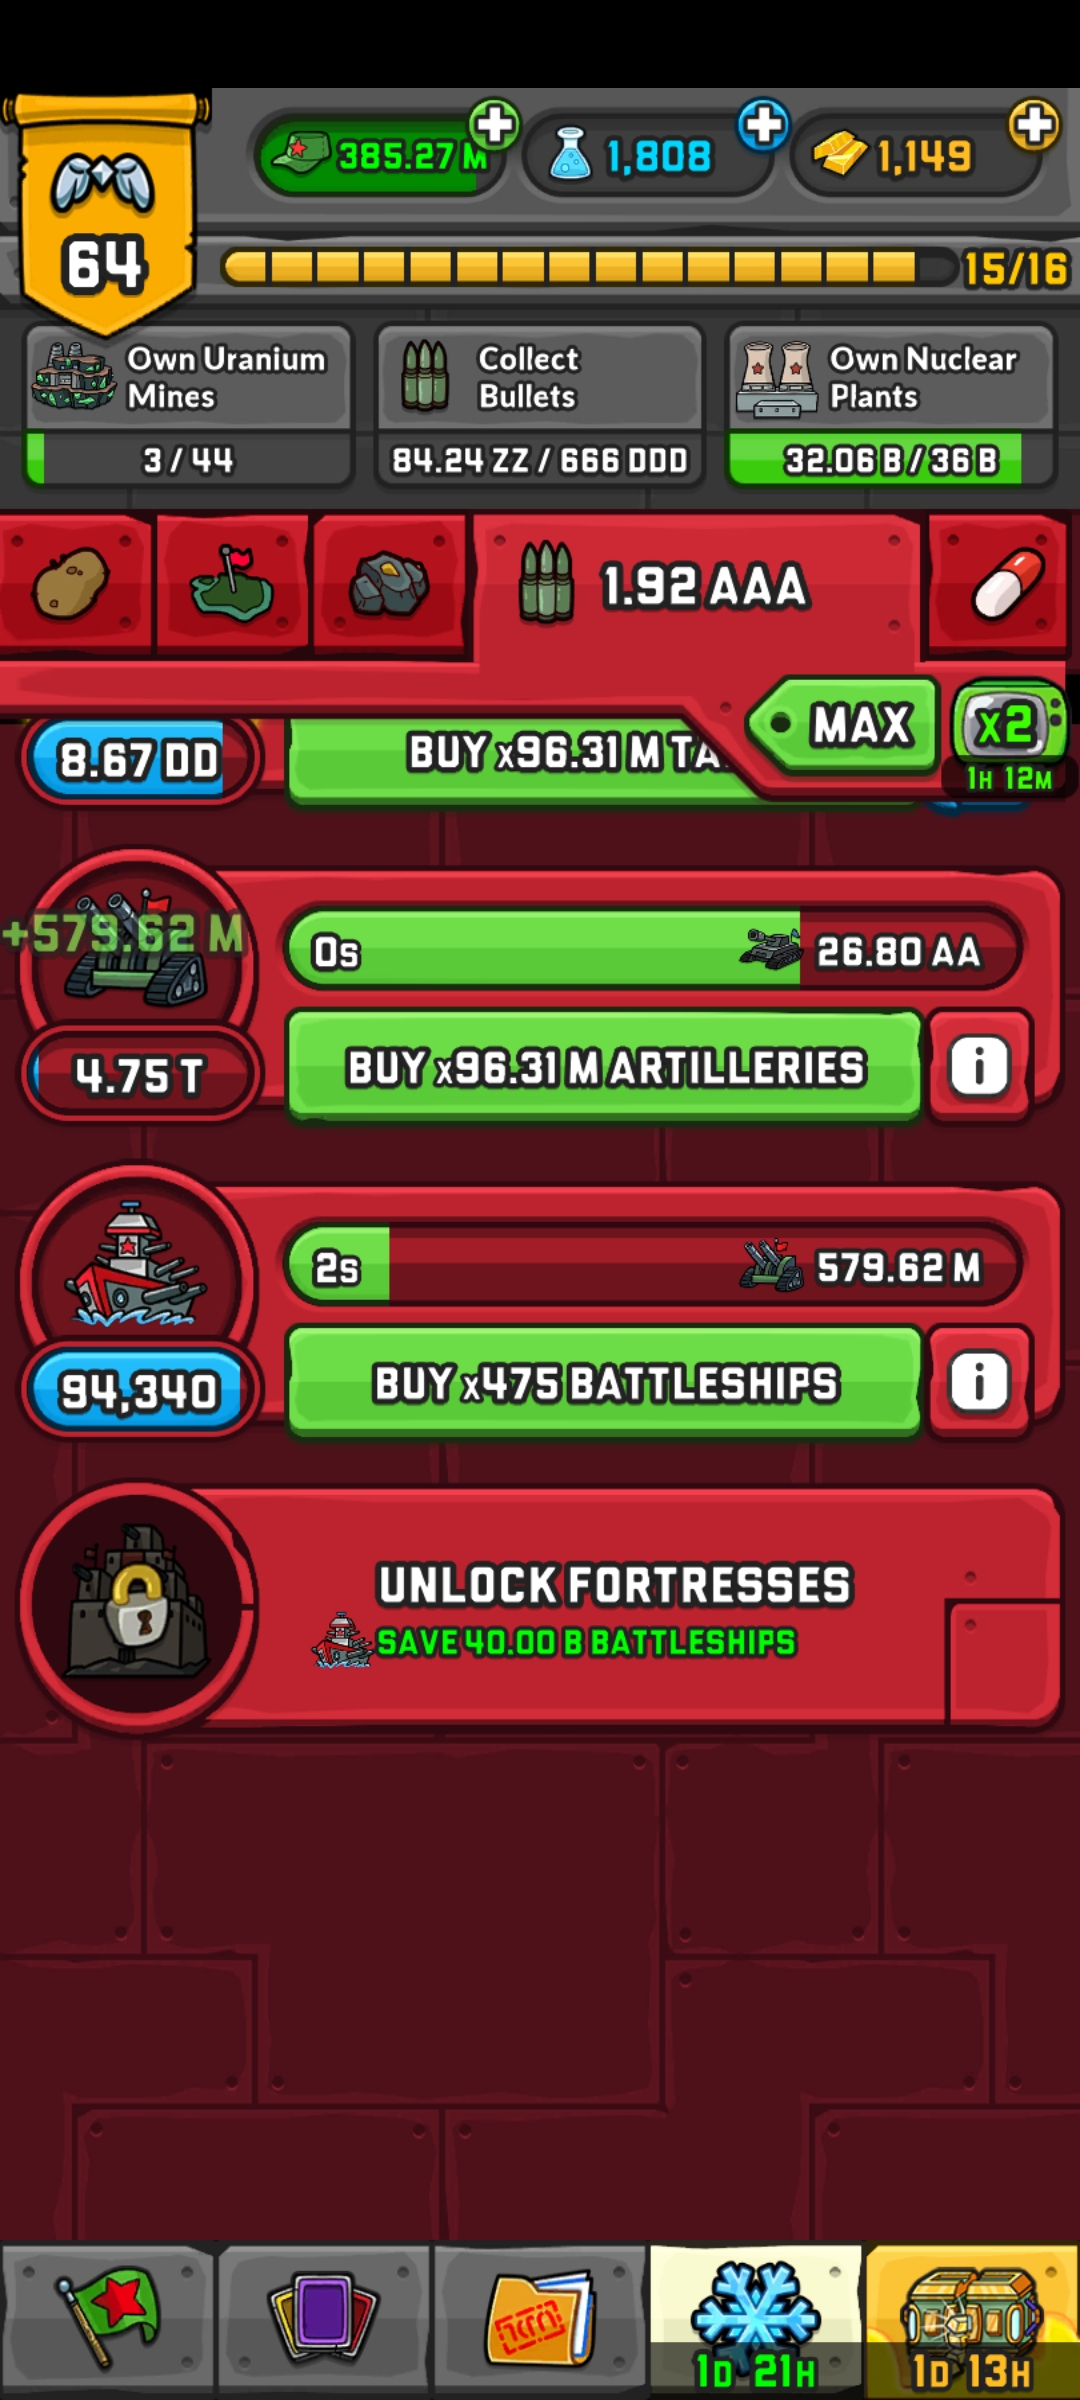 385.27 M
1,808
1,149
64
15/16
Own Uranium
Mines
3 / 44
Collect
Bullets
84.24 ZZ / 666 DDD
Own Nuclear
Plants
32.06 B / 36 B
1.92 AAA
MAX
x2
1H 12M
8.67 DD
BUY x96.31 M TA
+579.62 M
0s
26.80 AA
4.75 T
BUY x96.31 M ARTILLERIES
i
2s
579.62 M
94,340
BUY x475 BATTLESHIPS
i
UNLOCK FORTRESSES
SAVE 40.00 B BATTLESHIPS
1D 21H
1D 13H